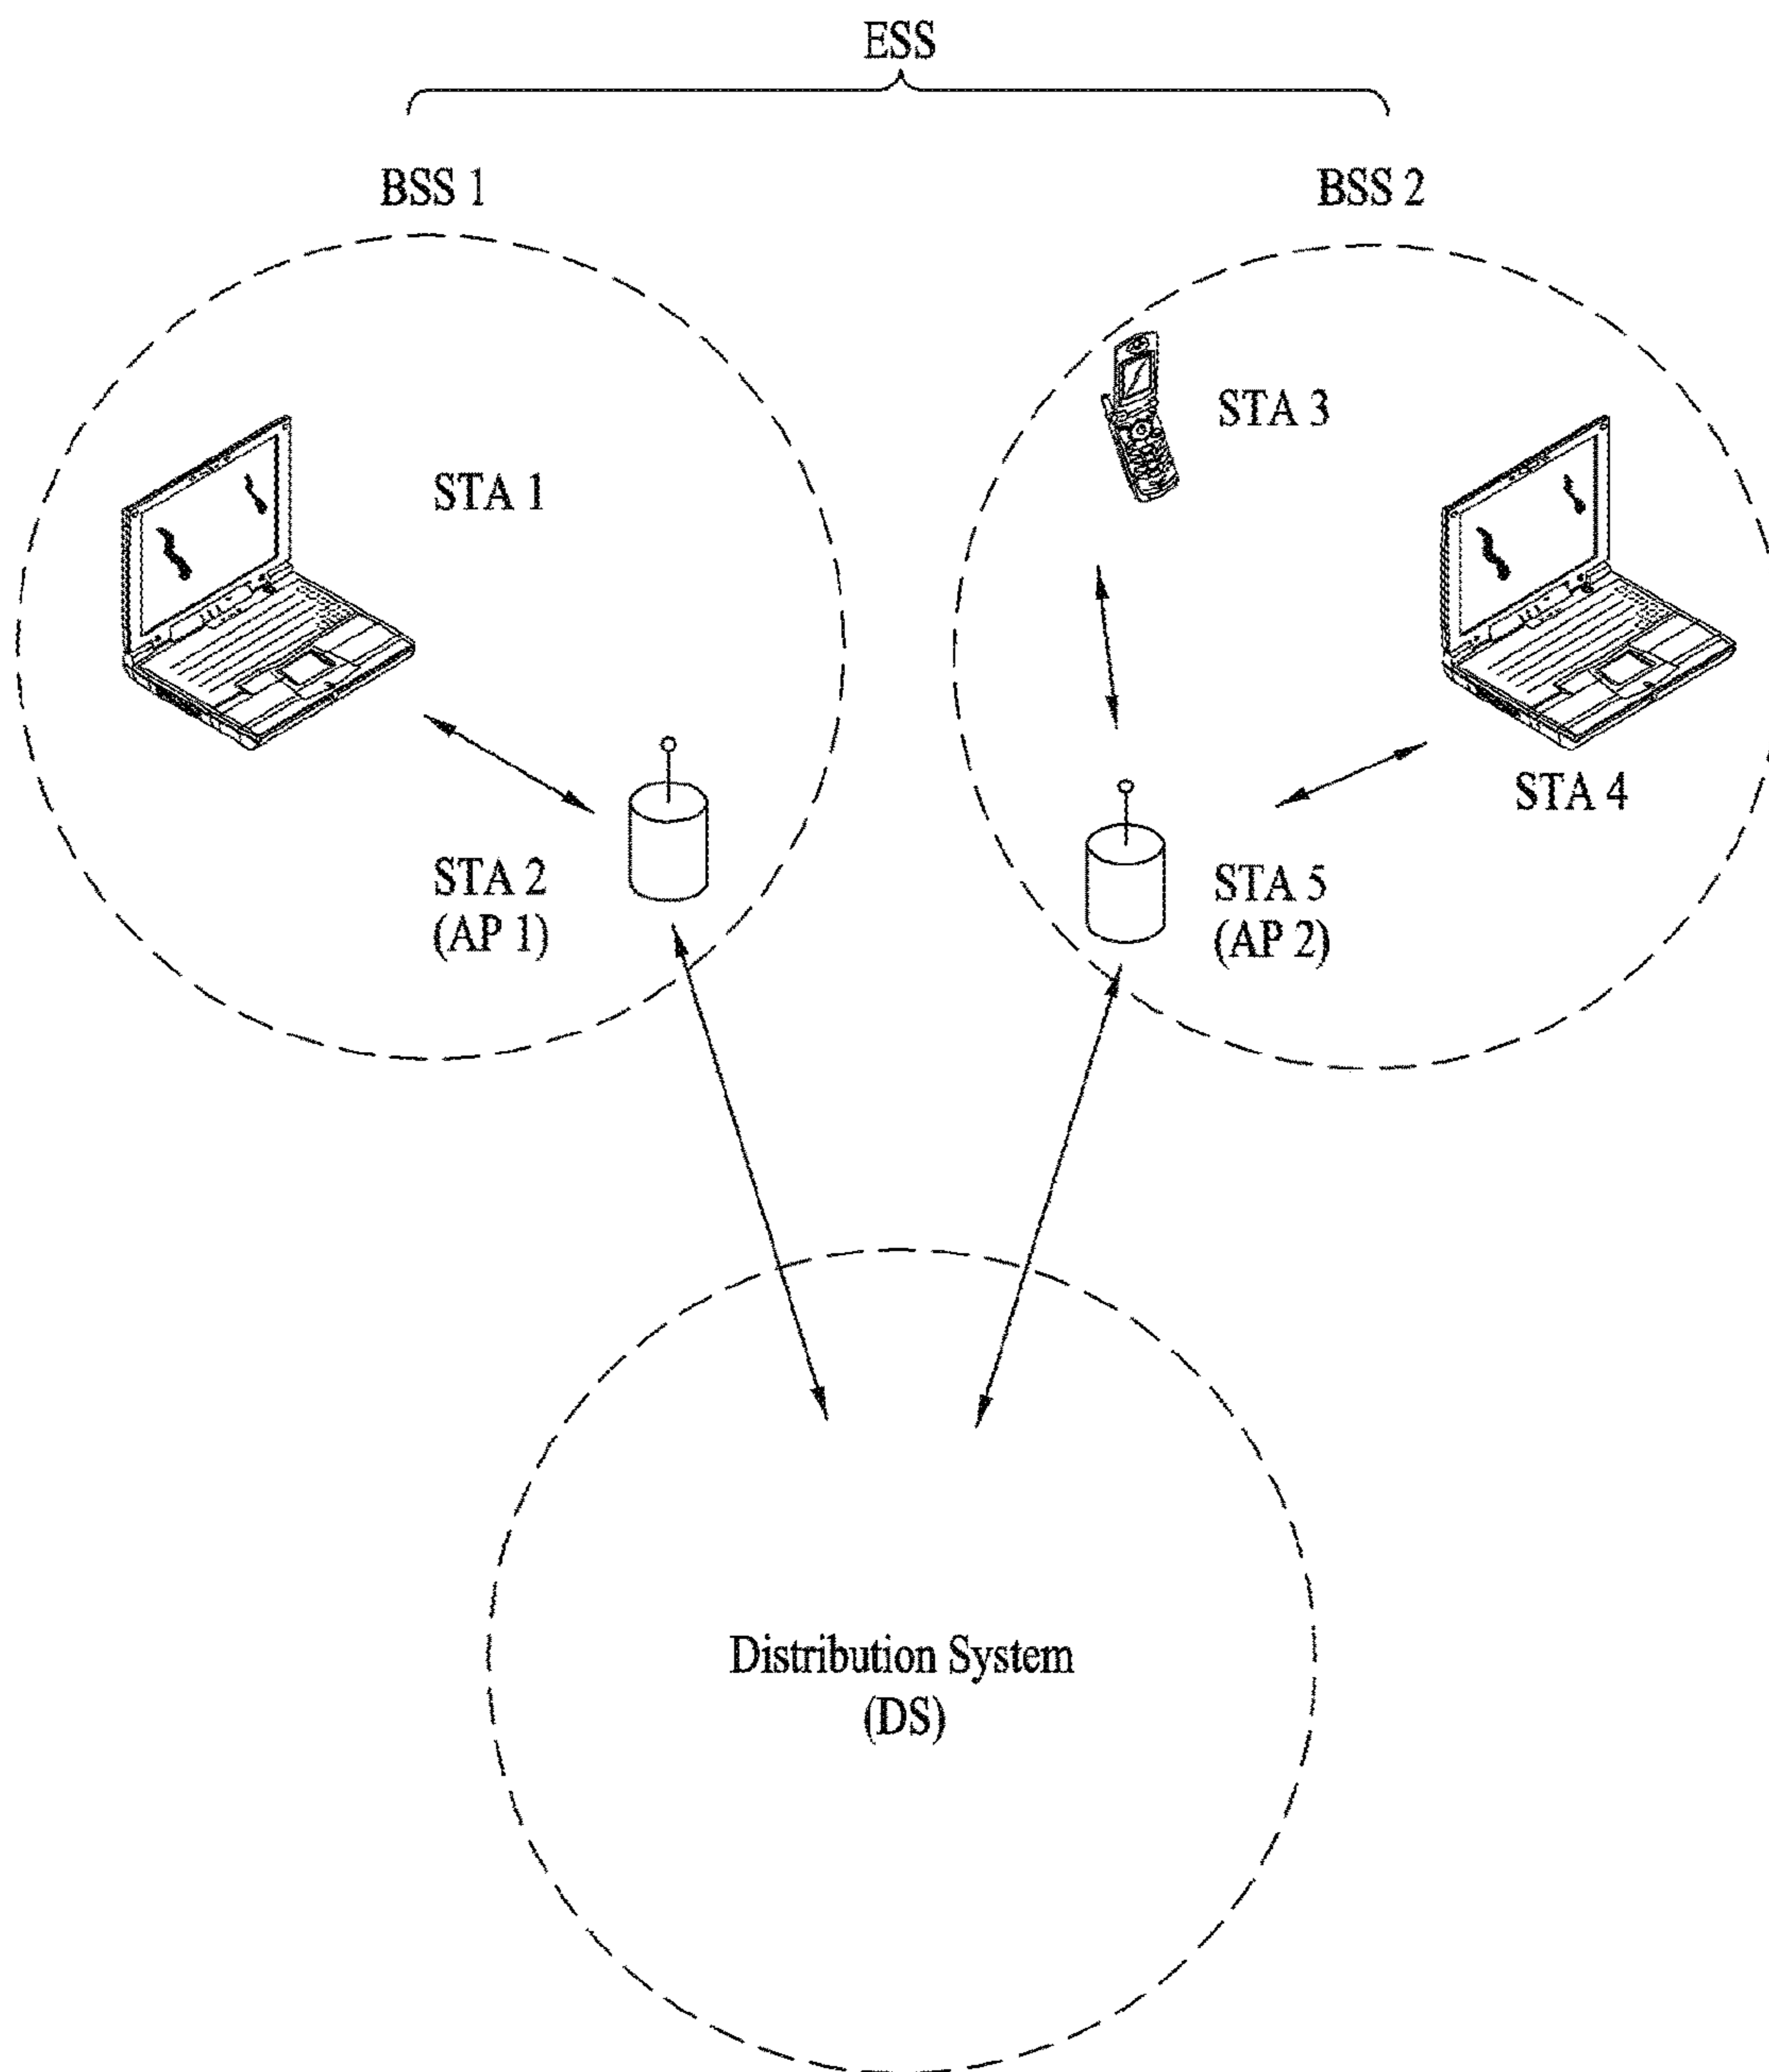 ESS
BSS 1
BSS 2
STA 3
STA 1
STA 4
STA 2
(AP 1)
STA 5
(AP 2)
Distribution System
(DS)